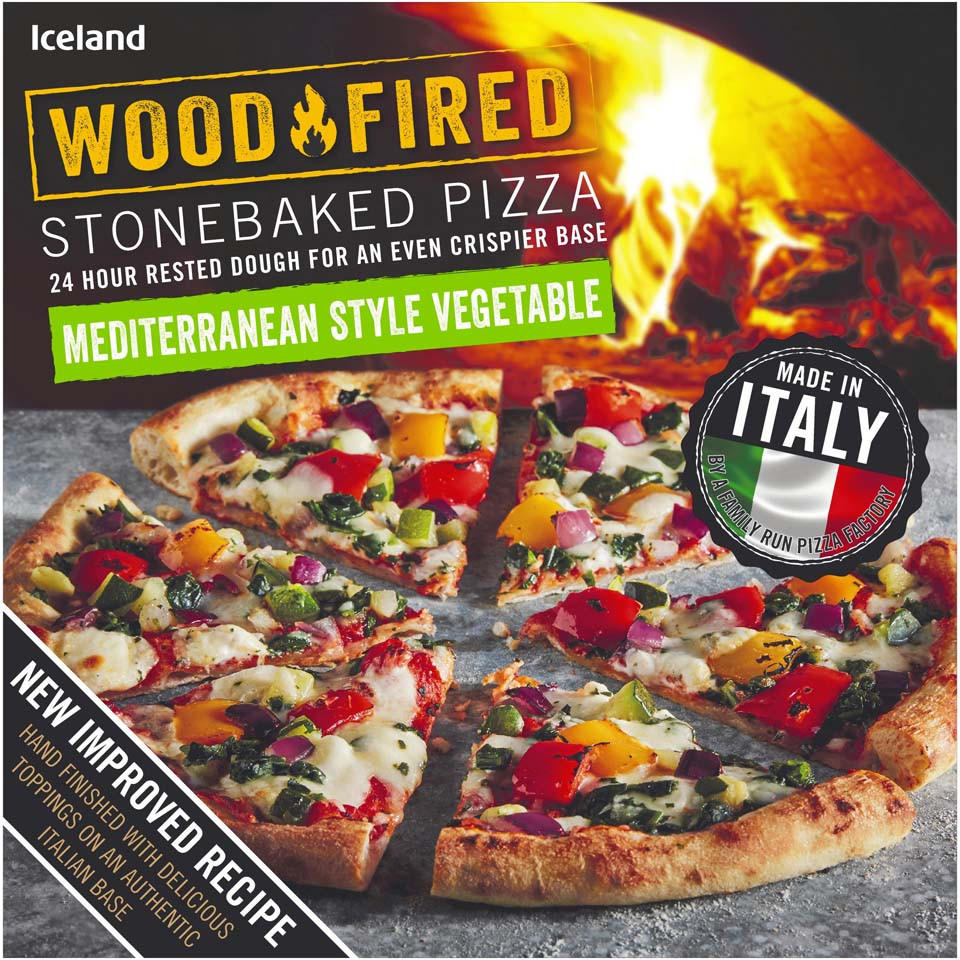 Iceland
WOOD FIRED
STONEBAKED PIZZA
24 HOUR RESTED DOUGH FOR AN EVEN CRISPIER BASE
MEDITERRANEAN STYLE VEGETABLE
MADE IN
ITALY
BY A FAMILY RUN PIZZA FACTORY
NEW IMPROVED RECIPE
HAND FINISHED WITH DELICIOUS
TOPPINGS ON AN AUTHENTIC
ITALIAN BASE